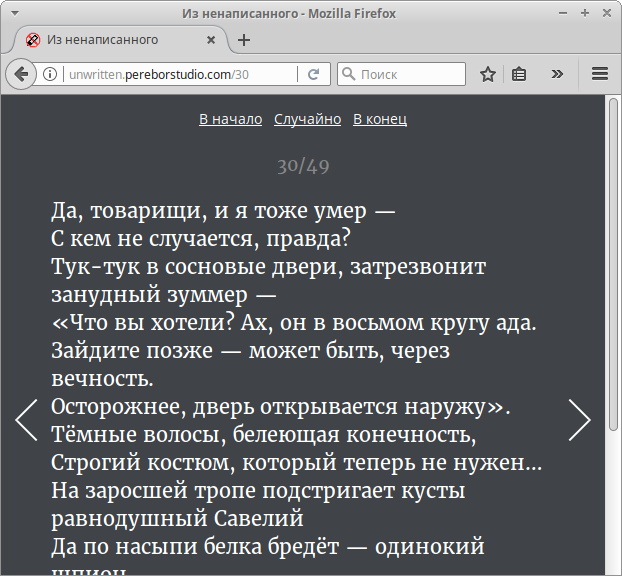 Из ненаписанного - Mozilla Firefox
Из ненаписанного
unwritten.pereborstudio.com/30
Поиск
В начало Случайно В конец
30/49
Да, товарищи, и я тоже умер —
С кем не случается, правда?
Тук-тук в сосновые двери, затрезвонит
занудный зуммер —
«Что вы хотели? Ах, он в восьмом кругу ада.
Зайдите позже — может быть, через
вечность.
Осторожнее, дверь открывается наружу».
Тёмные волосы, белеющая конечность,
Строгий костюм, который теперь не нужен...
На заросшей тропе подстригает кусты
равнодушный Савелий
Да по насыпи белка бредёт — одинокий
шпион